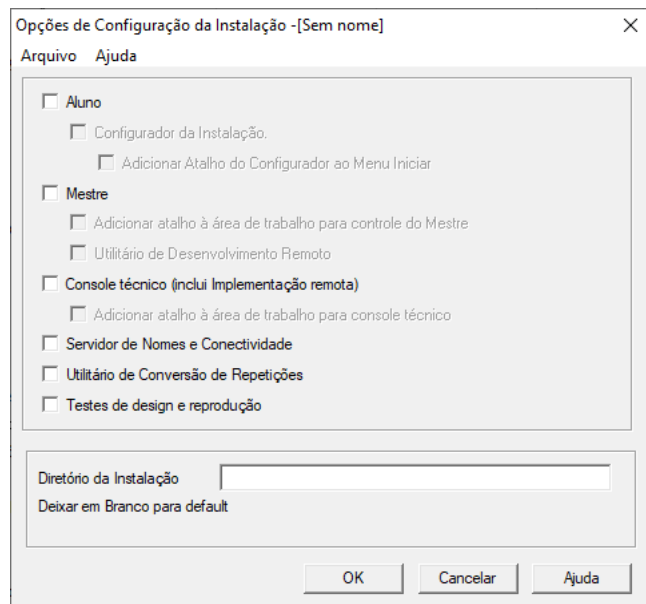 Opções de Configuração da Instalação -[Sem nome]
Arquivo Ajuda
Aluno
Configurador da Instalação.
Adicionar Atalho do Configurador ao Menu Iniciar
Mestre
Adicionar atalho à área de trabalho para controle do Mestre
Utilitário de Desenvolvimento Remoto
Console técnico (inclui Implementação remota)
Adicionar atalho à área de trabalho para console técnico
Servidor de Nomes e Conectividade
Utilitário de Conversão de Repetições
Testes de design e reprodução
Diretório da Instalação
Deixar em Branco para default
OK Cancelar Ajuda